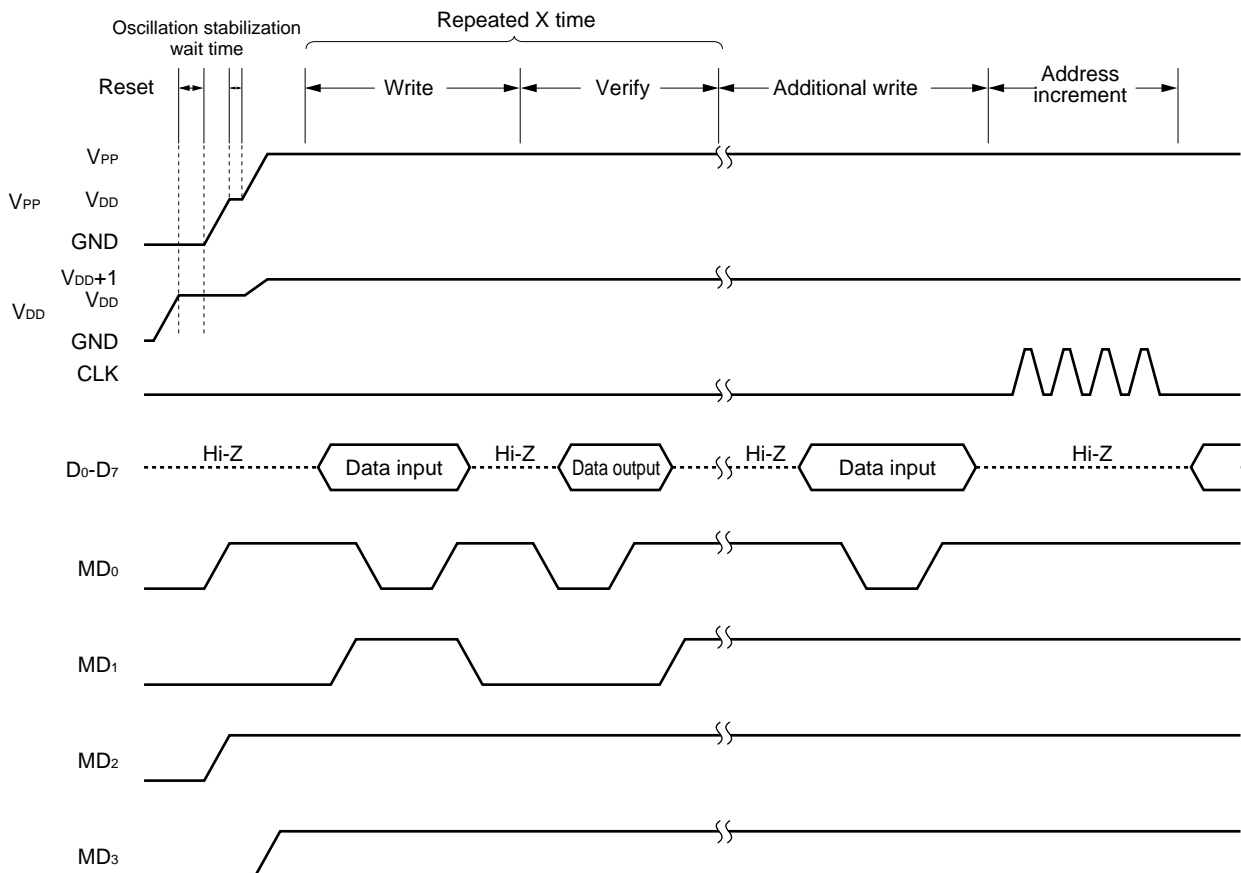 Oscillation stabilization
wait time
Repeated X time
Reset
Write
Verify
Additional write
Address
increment
VPP
VPP
VDD
GND
VDD+1
VDD
VDD
GND
CLK
D0-D7
Hi-Z
Data input
Hi-Z
Data output
Hi-Z
Data input
Hi-Z
MD0
MD1
MD2
MD3